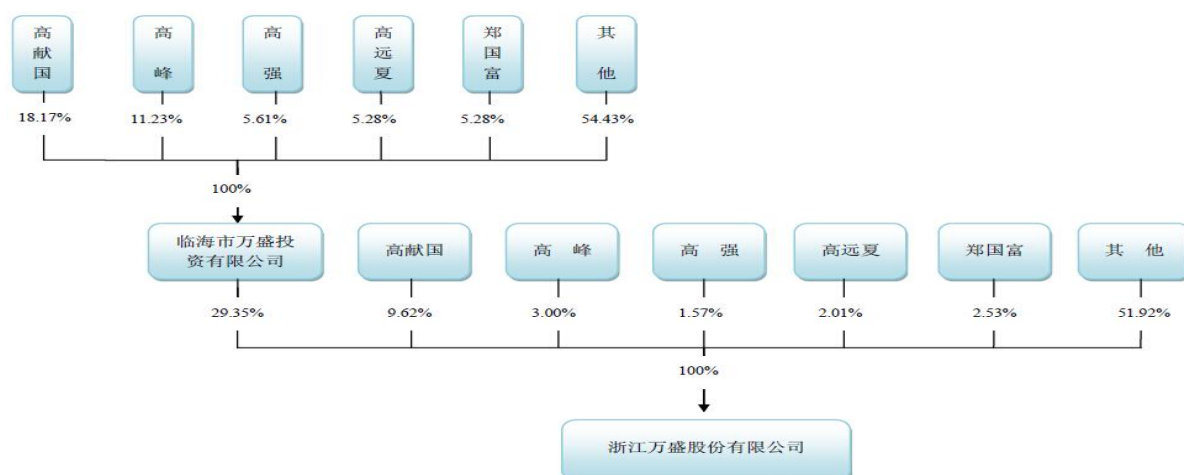 高献国 高峰 高强 高远夏 郑国富 其他
18.17% 11.23% 5.61% 5.28% 5.28% 54.43%
100%
临海市万盛投
资有限公司
高献国 高 峰 高 强 高远夏 郑国富 其 他
29.35% 9.62% 3.00% 1.57% 2.01% 2.53% 51.92%
100%
浙江万盛股份有限公司